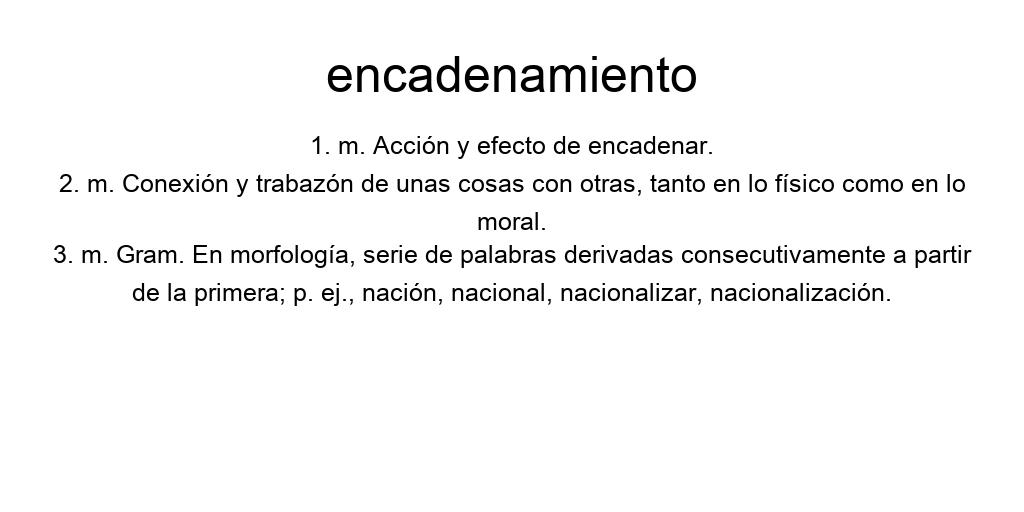 encadenamiento
1. m. Acción y efecto de encadenar.
2. m. Conexión y trabazón de unas cosas con otras, tanto en lo físico como en lo
moral.
3. m. Gram. En morfología, serie de palabras derivadas consecutivamente a partir
de la primera; p. ej., nación, nacional, nacionalizar, nacionalización.